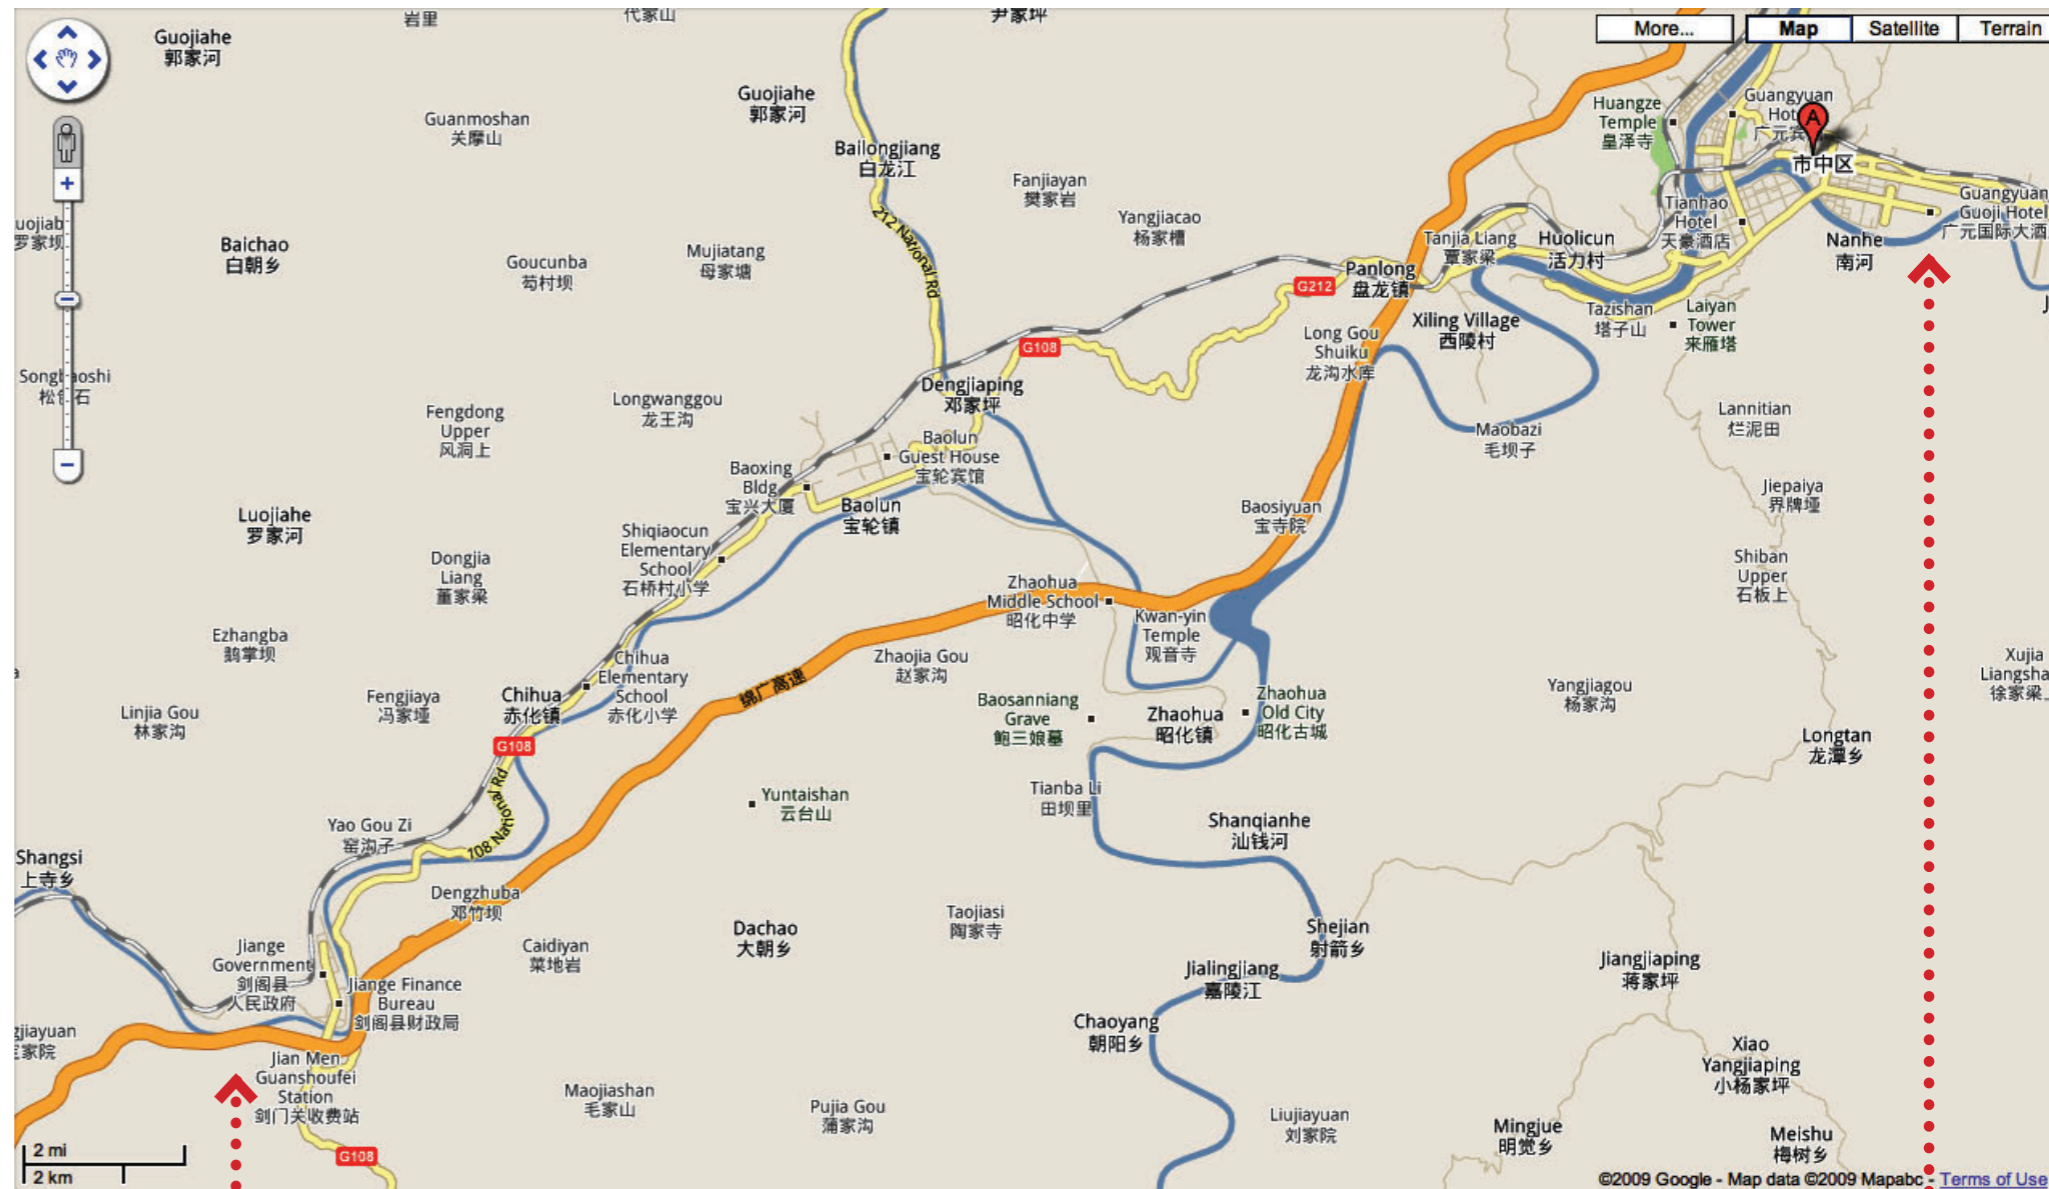 岩里
代家山
尹家坪
More...
Map
Satellite
Terrain
Guojiahe
郭家河
Guojiahe
郭家河
Guanmoshan
关摩山
Bailongjiang
白龙江
Huangze
Temple
皇泽寺
Guangyuan
A
市中区
Fanjiayan
樊家岩
Yangjiacao
杨家槽
Tianhao
Hotel
天豪酒店
Guangyuan
Guoji Hotel
广元国际大酒
Nanhe
南河
罗家坝
Baichao
白朝乡
Goucunba
苟村坝
Mujiatang
母家塘
212 National Rd
Tanjia Liang
覃家梁
Huolicun
活力村
Panlong
盘龙镇
G212
Tazishan
塔子山
Laiyan
Tower
来雁塔
Xiling Village
西陵村
Long Gou
Shuiku
龙沟水库
G108
Dengjiaping
邓家坪
Longwanggou
龙王沟
Fengdong
Upper
风洞上
Lannitian
烂泥田
Maobazi
毛坝子
Baolun
Guest House
宝轮宾馆
Baoxing
Bldg
宝兴大厦
Baolun
宝轮镇
Jiepaiya
界牌垭
Baosiyuan
宝寺院
Luojiahe
罗家河
Shiqiaocun
Elementary
School
石桥村小学
Dongjia
Liang
董家梁
Shiban
Upper
石板上
Zhaohua
Middle School
昭化中学
Kwan-yin
Temple
观音寺
Ezhangba
鹅掌坝
Zhaojia Gou
赵家沟
Chihua
Elementary
School
赤化小学
绵广高速
Xujia
Liangsha
徐家梁
Yangjiagou
杨家沟
Fengjiaya
冯家垭
Chihua
赤化镇
Linjia Gou
林家沟
Baosanniang
Grave
鲍三娘墓
Zhaohua
昭化镇
Zhaohua
Old City
昭化古城
Longtan
龙潭乡
G108
108 National Rd
Yuntaishan
云台山
Tianba Li
田坝里
Shanqianhe
汕钱河
Yao Gou Zi
窑沟子
Shangsi
上寺乡
Dengzhuba
邓竹坝
Dachao
大朝乡
Taojiasi
陶家寺
Shejian
射箭乡
Caidiyan
菜地岩
Jiange
Government
剑阁县
人民政府
Jiange Finance
Bureau
剑阁县财政局
Jialingjiang
嘉陵江
Jiangjiaping
蒋家坪
Chaoyang
朝阳乡
gjiayuan
家院
Jian Men
Guanshoufei
Station
剑门关收费站
Xiao
Yangjiaping
小杨家坪
Maojiashan
毛家山
Pujia Gou
蒲家沟
Liujiayuan
刘家院
Mingjue
明觉乡
Meishu
梅树乡
G108
2 mi
2 km
©2009 Google - Map data ©2009 Mapabc - Terms of Use